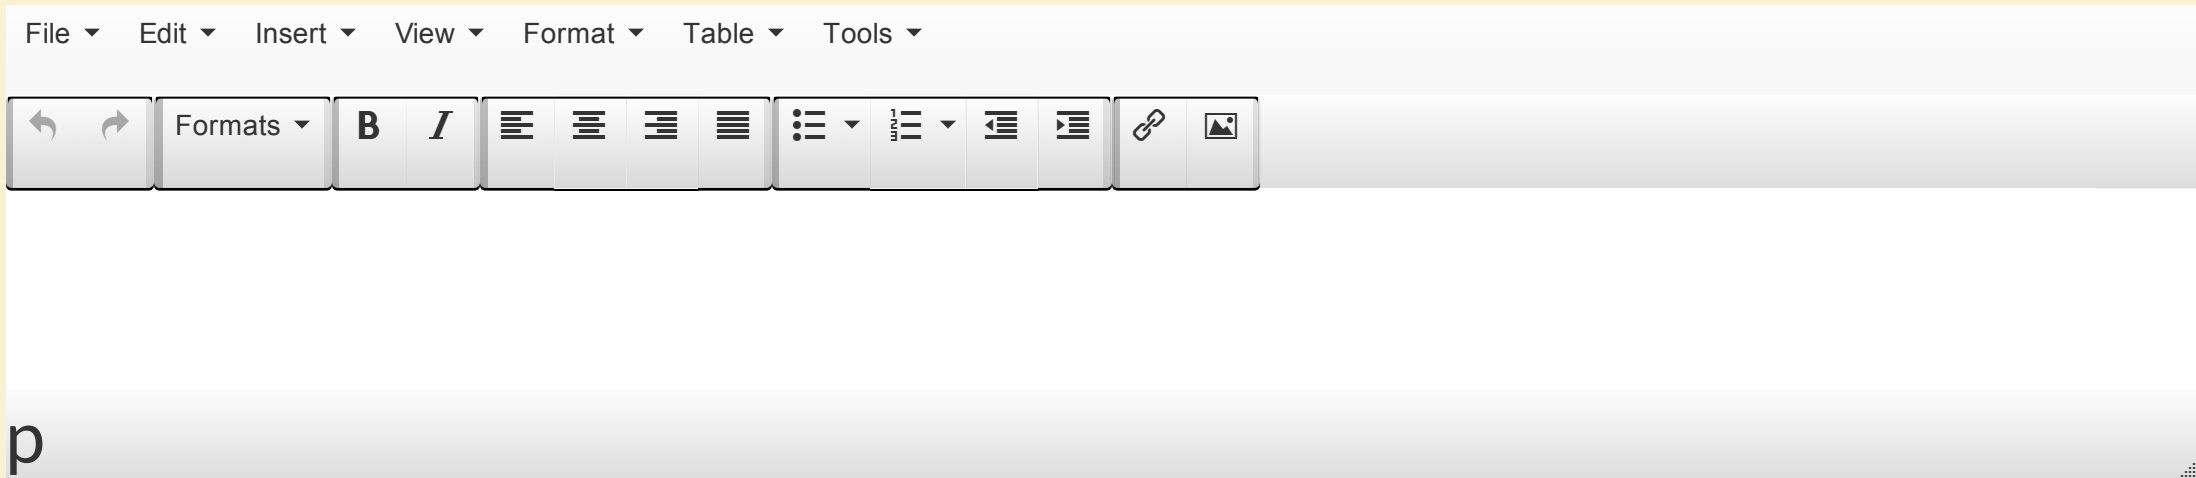 File Edit Insert View Format Table Tools
Formats B I
p